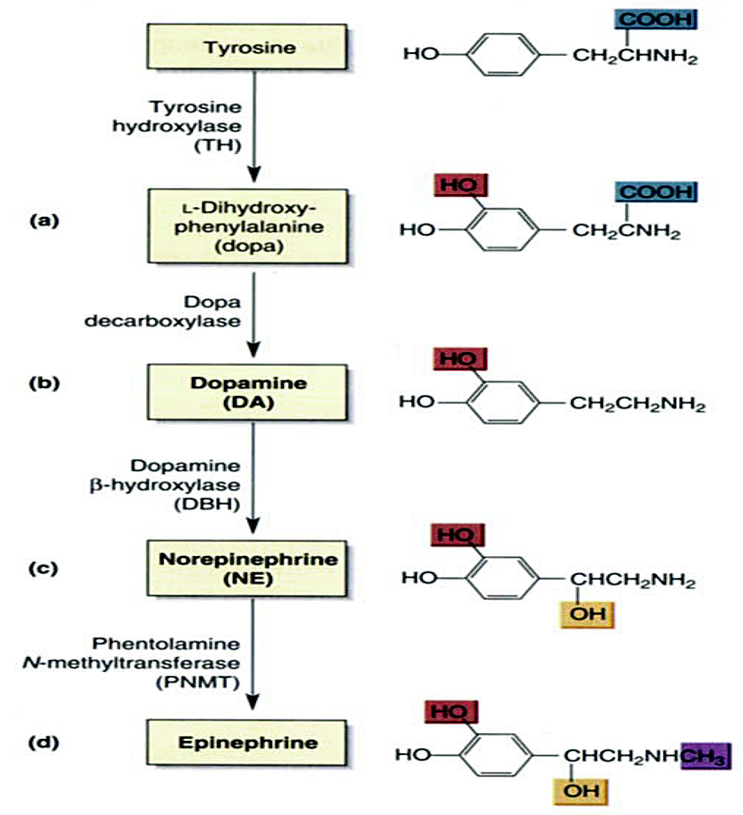 Tyrosine
COOH
HO
CH₂CHNH₂
Tyrosine
hydroxylase
(TH)
(a)
L-Dihydroxy-
phenylalanine
(dopa)
HO
COOH
HO
CH₂CNH₂
Dopa
decarboxylase
(b)
Dopamine
(DA)
HO
HO
CH₂CH₂NH₂
Dopamine
β-hydroxylase
(DBH)
(c)
Norepinephrine
(NE)
HO
HO
CHCH₂NH₂
OH
Phentolamine
N-methyltransferase
(PNMT)
(d)
Epinephrine
HO
HO
CHCH₂NHCH₃
OH